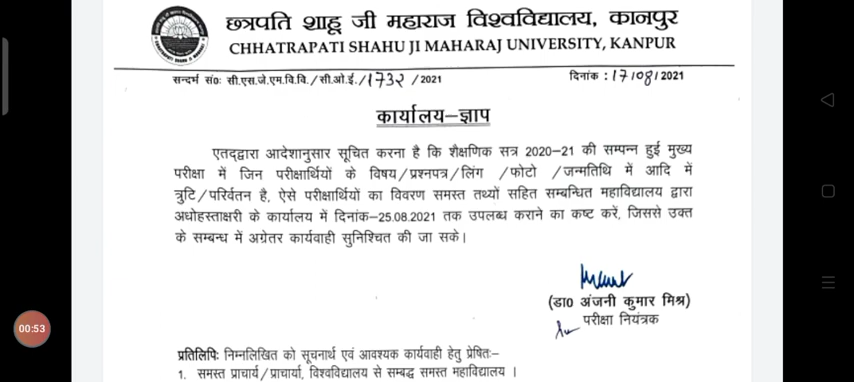 छत्रपति शाहू जी महाराज विश्वविद्यालय, कानपुर
CHHATRAPATI SHAHU JI MAHARAJ UNIVERSITY, KANPUR
सन्दर्भ सं0: सी.एस.जे.एम.वि.वि./सी.ओ.ई./1732/2021
दिनांक : 17/08/2021
कार्यालय–ज्ञाप
एतद्द्वारा आदेशानुसार सूचित करना है कि शैक्षणिक सत्र 2020–21 की सम्पन्न हुई मुख्य
परीक्षा में जिन परीक्षार्थियों के विषय/प्रश्नपत्र/लिंग /फोटो /जन्मतिथि में आदि में
त्रुटि/परिर्वतन है, ऐसे परीक्षार्थियों का विवरण समस्त तथ्यों सहित सम्बन्धित महाविद्यालय द्वारा
अधोहस्ताक्षरी के कार्यालय में दिनांक–25.08.2021 तक उपलब्ध कराने का कष्ट करें, जिससे उक्त
के सम्बन्ध में अग्रेतर कार्यवाही सुनिश्चित की जा सके।
(डा0 अंजनी कुमार मिश्र)
परीक्षा नियंत्रक
00:53
प्रतिलिपिः निम्नलिखित को सूचनार्थ एवं आवश्यक कार्यवाही हेतु प्रेषितः–
1. समस्त प्राचार्य/प्राचार्या, विश्वविद्यालय से सम्बद्ध समस्त महाविद्यालय ।